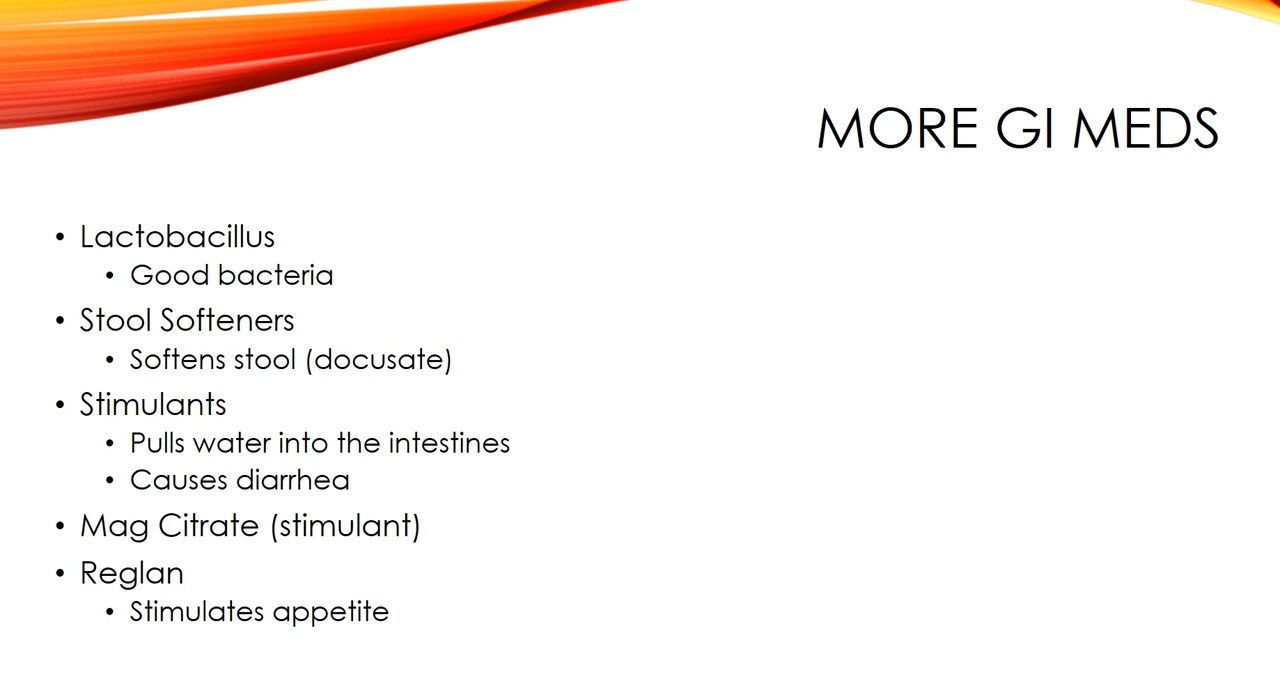 MORE GI MEDS
• Lactobacillus
• Good bacteria
• Stool Softeners
• Softens stool (docusate)
• Stimulants
• Pulls water into the intestines
• Causes diarrhea
• Mag Citrate (stimulant)
• Reglan
• Stimulates appetite